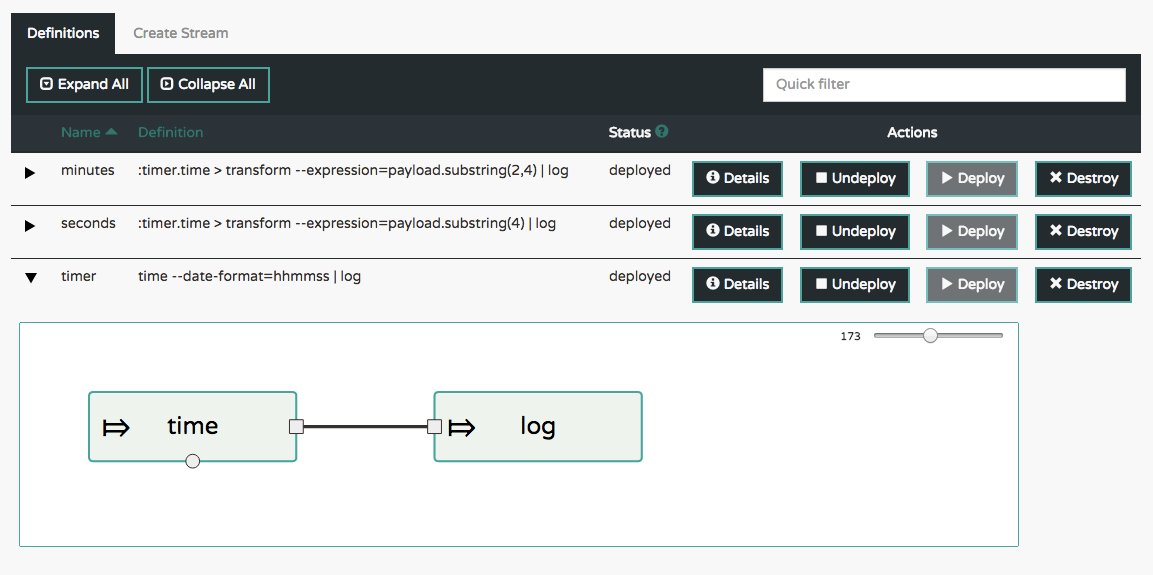 Definitions Create Stream
Expand All Collapse All Quick filter
Name Definition Status Actions
minutes :timer.time > transform --expression=payload.substring(2,4) | log deployed Details Undeploy Deploy Destroy
seconds :timer.time > transform --expression=payload.substring(4) | log deployed Details Undeploy Deploy Destroy
timer time --date-format=hhmmss | log deployed Details Undeploy Deploy Destroy
173
time log